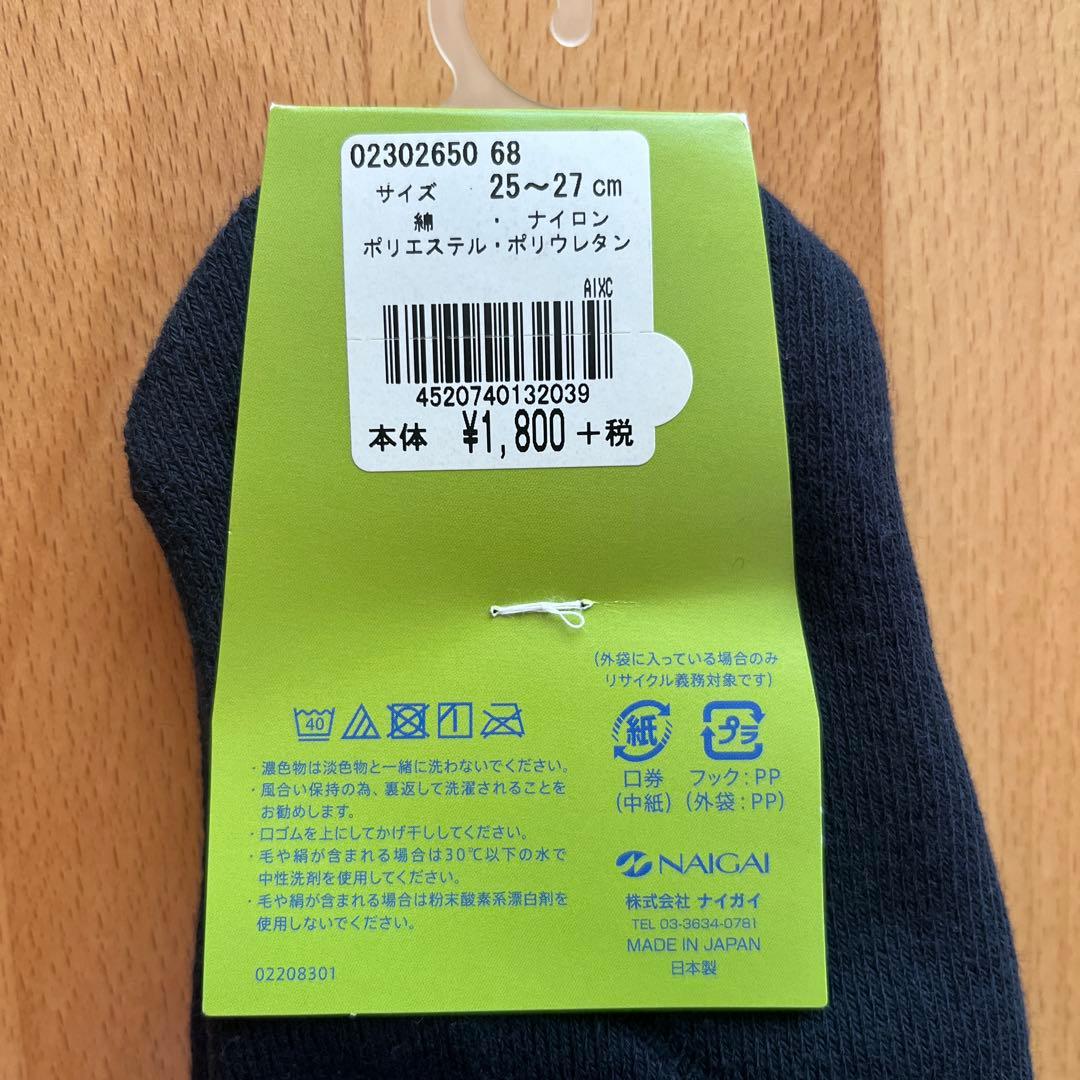 02302650 68
サイズ 25～27 cm
綿 ・ ナイロン
ポリエステル・ポリウレタン
AIXC
4520740132039
本体 ¥1,800 +税
(外袋に入っている場合のみ
リサイクル義務対象です)
40
紙 プラ
口券 フック:PP
(中紙) (外袋:PP)
・濃色物は淡色物と一緒に洗わないでください。
・風合い保持の為、裏返して洗濯されることを
お勧めします。
・口ゴムを上にしてかげ干ししてください。
・毛や絹が含まれる場合は30℃以下の水で
中性洗剤を使用してください。
・毛や絹が含まれる場合は粉末酸素系漂白剤を
使用しないでください。
02208301
NAIGAI
株式会社 ナイガイ
TEL 03-3634-0781
MADE IN JAPAN
日本製